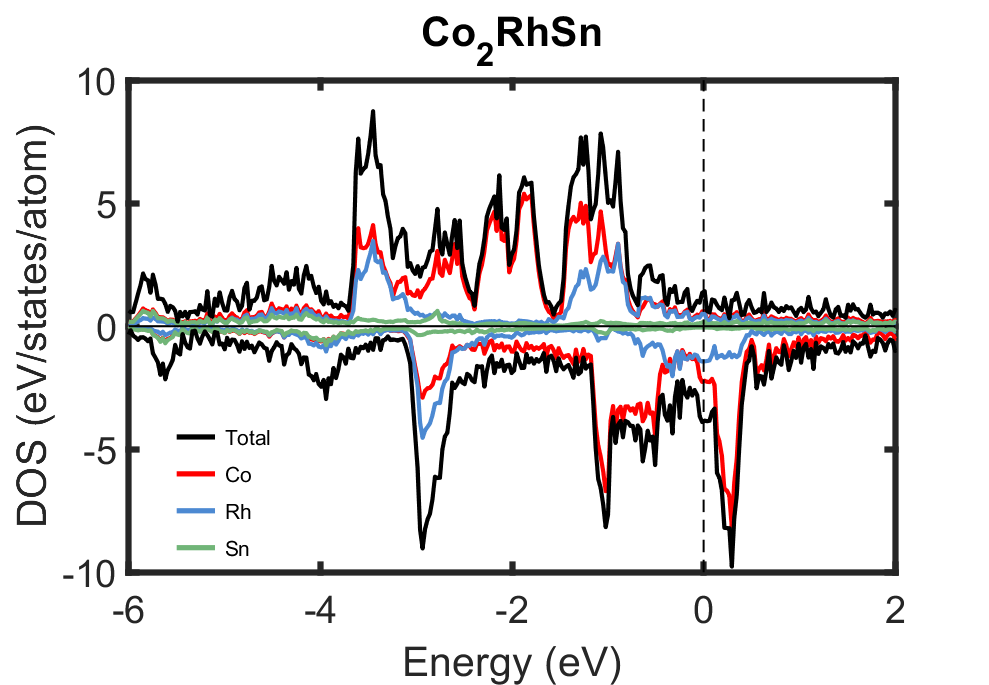 Co₂RhSn
10
5
0
-5
-10
DOS (eV/states/atom)
Total
Co
Rh
Sn
-6 -4 -2 0 2
Energy (eV)